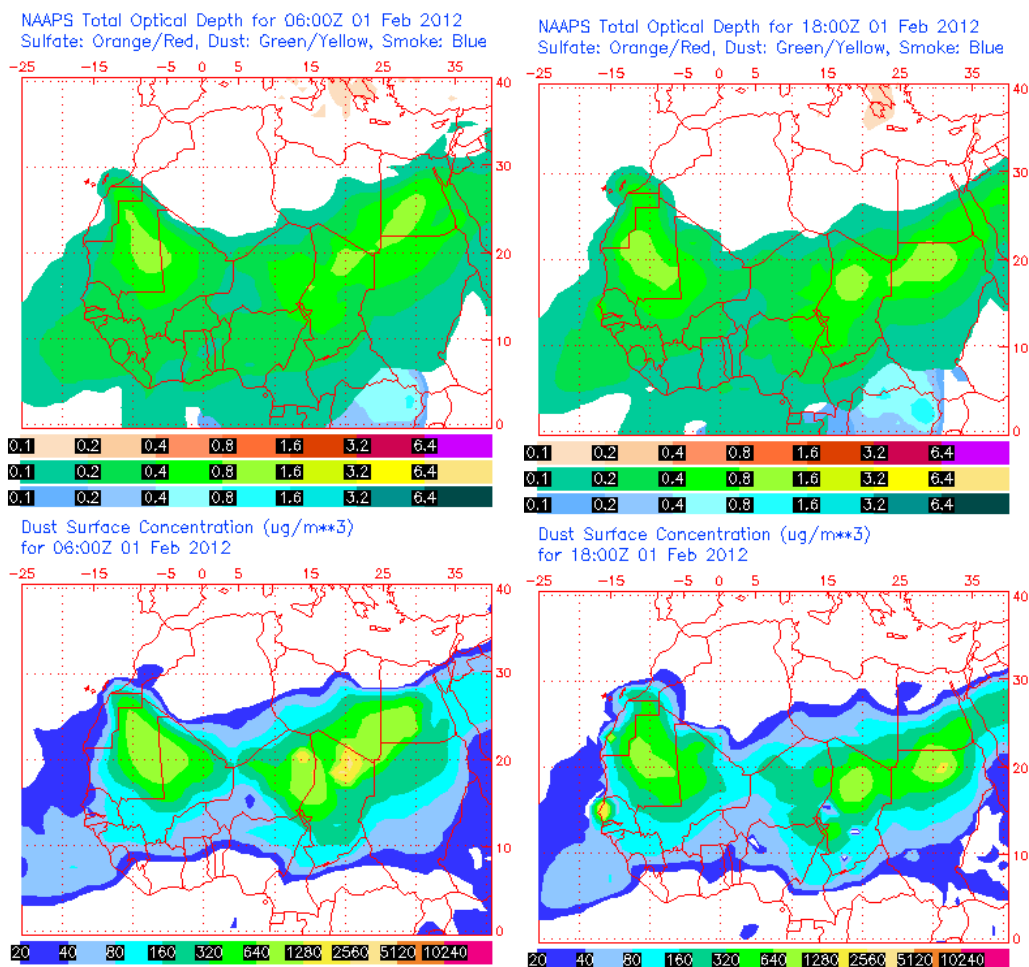 NAAPS Total Optical Depth for 06:00Z 01 Feb 2012
Sulfate: Orange/Red, Dust: Green/Yellow, Smoke: Blue
-25 -15 -5 0 5 15 25 35
40
30
20
10
0
0.1 0.2 0.4 0.8 1.6 3.2 6.4
0.1 0.2 0.4 0.8 1.6 3.2 6.4
0.1 0.2 0.4 0.8 1.6 3.2 6.4
NAAPS Total Optical Depth for 18:00Z 01 Feb 2012
Sulfate: Orange/Red, Dust: Green/Yellow, Smoke: Blue
-25 -15 -5 0 5 15 25 35
40
30
20
10
0
0.1 0.2 0.4 0.8 1.6 3.2 6.4
0.1 0.2 0.4 0.8 1.6 3.2 6.4
0.1 0.2 0.4 0.8 1.6 3.2 6.4
Dust Surface Concentration (ug/m**3)
for 06:00Z 01 Feb 2012
-25 -15 -5 0 5 15 25 35
40
30
20
10
0
20 40 80 160 320 640 1280 2560 5120 10240
Dust Surface Concentration (ug/m**3)
for 18:00Z 01 Feb 2012
-25 -15 -5 0 5 15 25 35
40
30
20
10
0
20 40 80 160 320 640 1280 2560 5120 10240